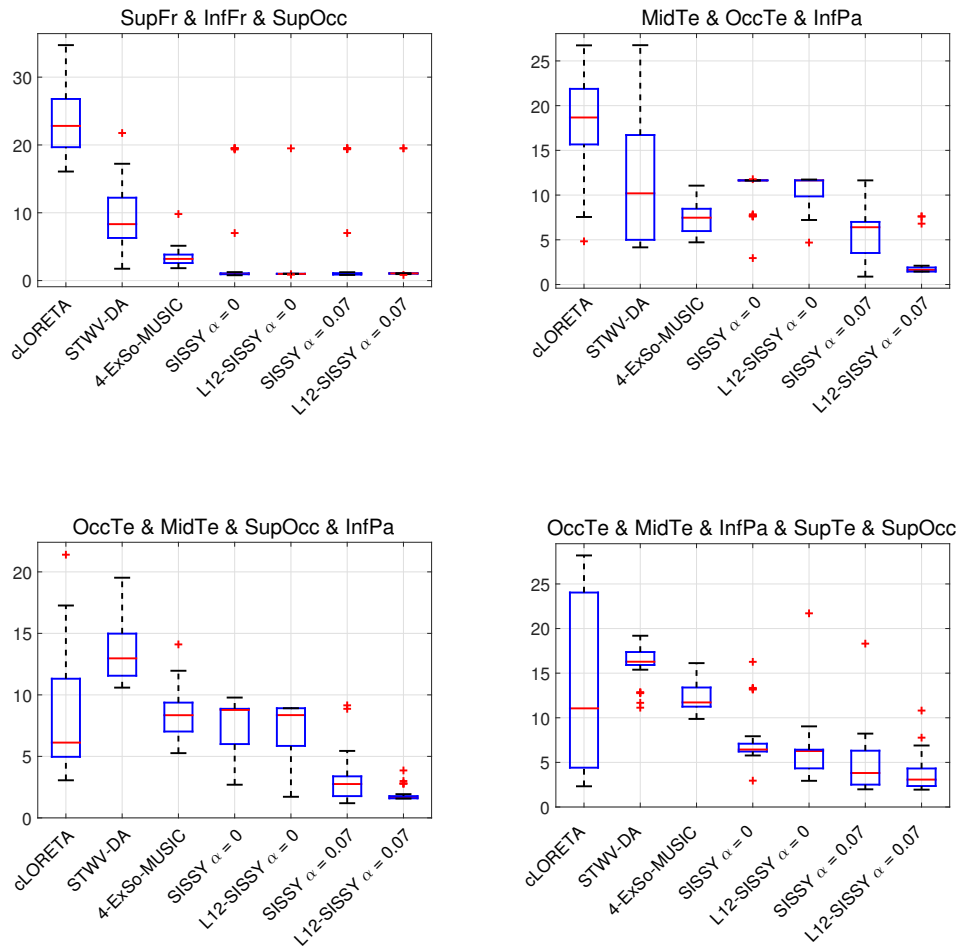 SupFr & InfFr & SupOcc
30
20
10
0
cLORETA
STWV-DA
4-ExSo-MUSIC
SISSY α = 0
L12-SISSY α = 0
SISSY α = 0.07
L12-SISSY α = 0.07
MidTe & OccTe & InfPa
25
20
15
10
5
0
cLORETA
STWV-DA
4-ExSo-MUSIC
SISSY α = 0
L12-SISSY α = 0
SISSY α = 0.07
L12-SISSY α = 0.07
OccTe & MidTe & SupOcc & InfPa
20
15
10
5
0
cLORETA
STWV-DA
4-ExSo-MUSIC
SISSY α = 0
L12-SISSY α = 0
SISSY α = 0.07
L12-SISSY α = 0.07
OccTe & MidTe & InfPa & SupTe & SupOcc
25
20
15
10
5
0
cLORETA
STWV-DA
4-ExSo-MUSIC
SISSY α = 0
L12-SISSY α = 0
SISSY α = 0.07
L12-SISSY α = 0.07